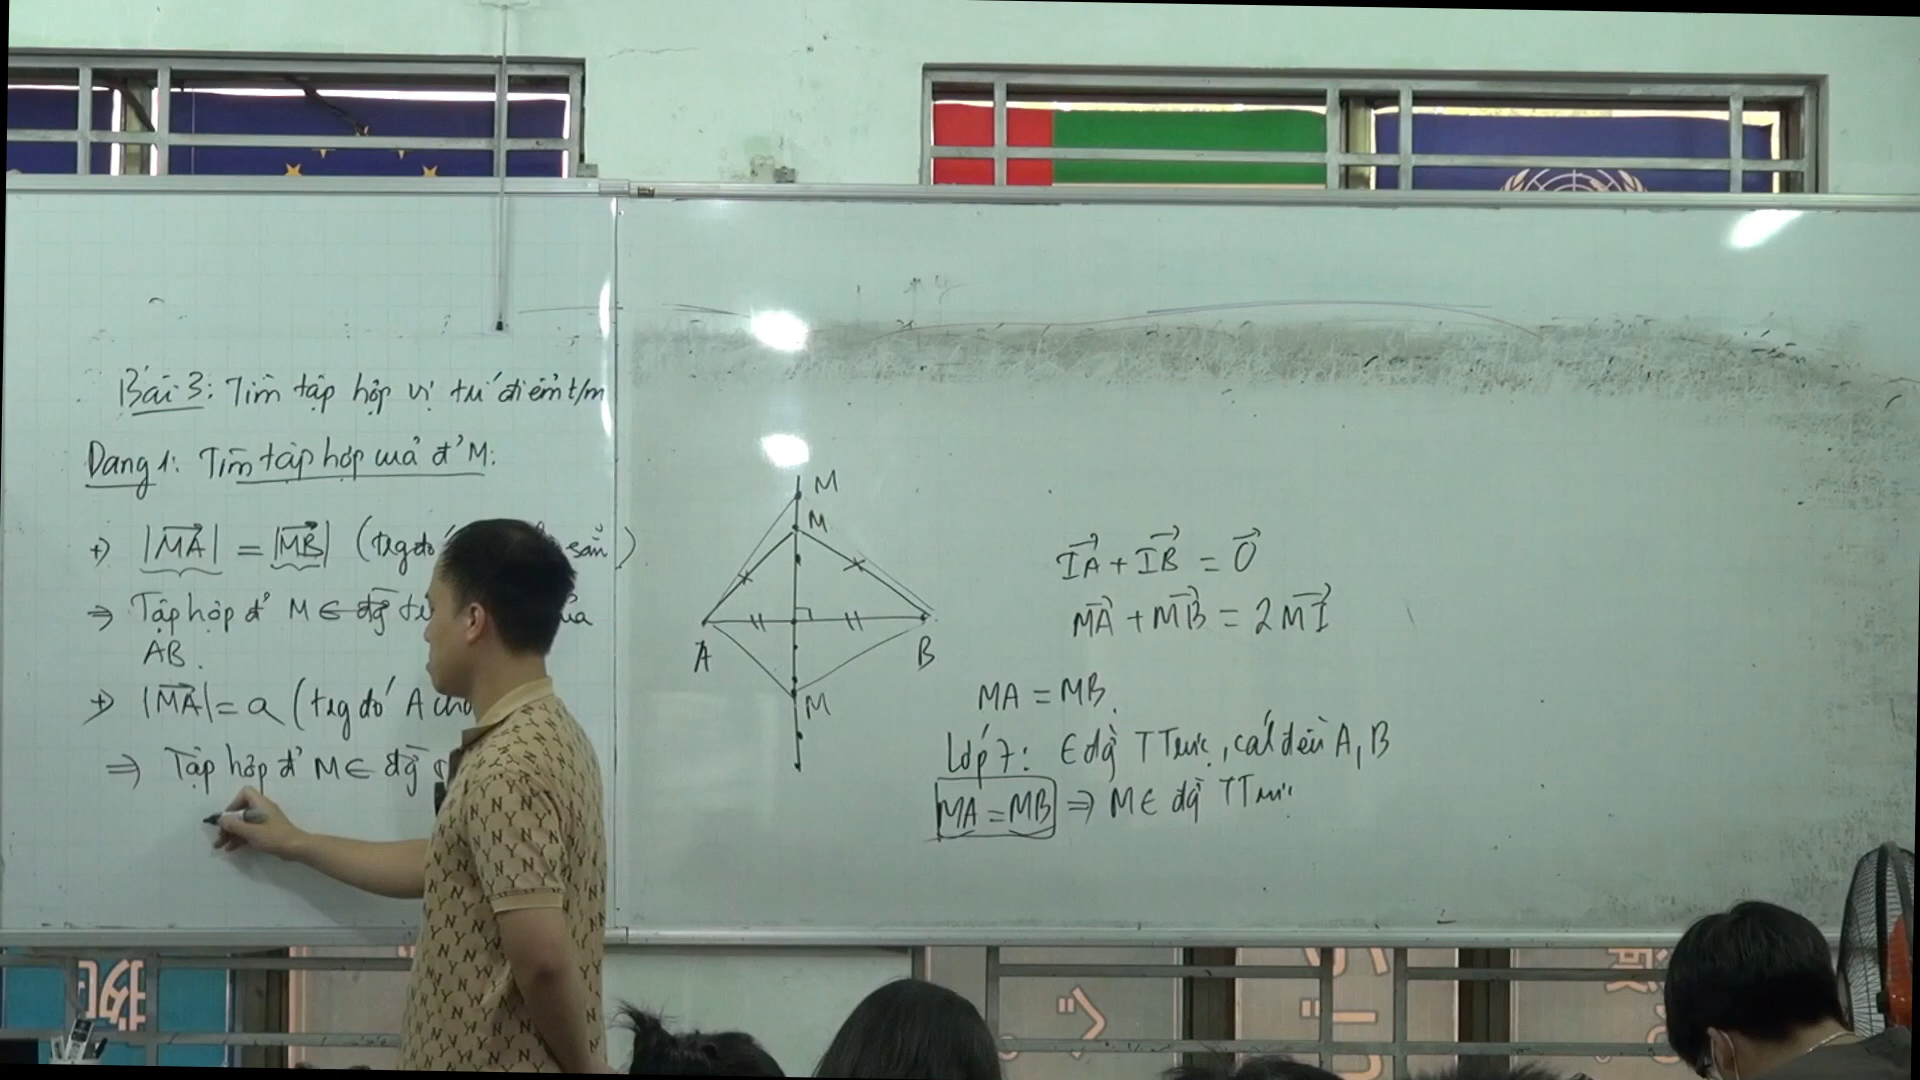 Bài 3: Tìm tập hợp vị trí điểm t/m
Dạng 1: Tìm tập hợp của đ' M:
+) |MA| = |MB| (trg đó sẵn)
⇒ Tập hợp đ' M ∈ đg
AB.
+) |MA| = a (trg đó A
⇒ Tập hợp đ' M ∈ đg
M
M
A
B
M
IA + IB = 0
MA + MB = 2MI
MA = MB.
Lớp 7: ∈ đg TTrực, cách đều A, B
MA = MB ⇒ M ∈ đg TTrực